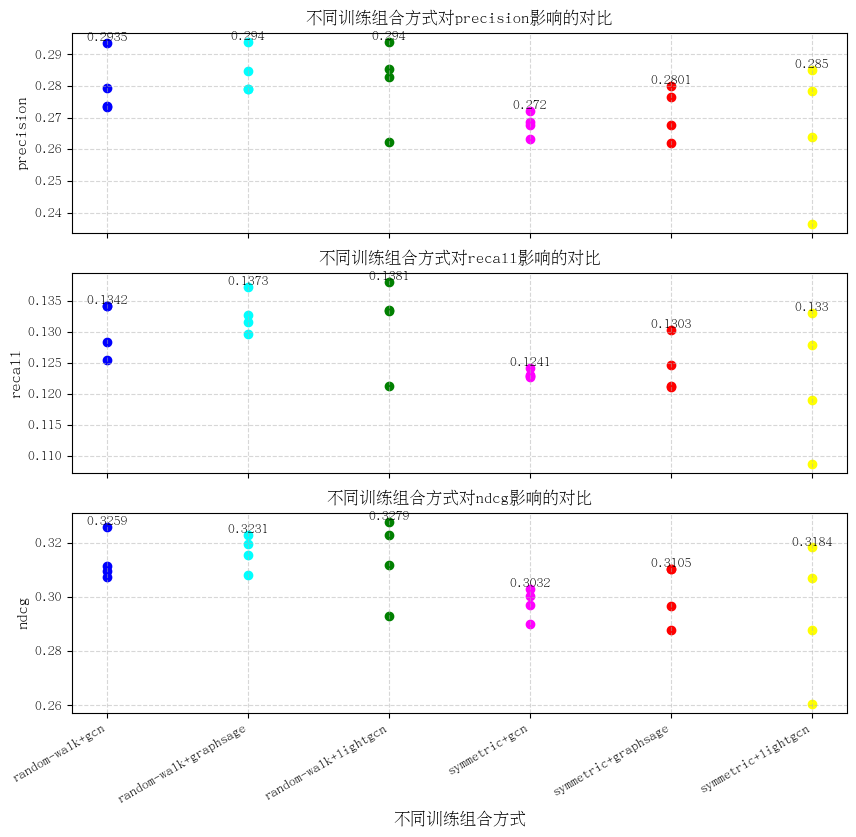 不同训练组合方式对precision影响的对比
0.2935 0.294 0.294 0.272 0.2801 0.285
0.29
0.28
0.27
0.26
0.25
0.24
precision
不同训练组合方式对recall影响的对比
0.1342 0.1373 0.1381 0.1241 0.1303 0.133
0.135
0.130
0.125
0.120
0.115
0.110
recall
不同训练组合方式对ndcg影响的对比
0.3259 0.3231 0.3279 0.3032 0.3105 0.3184
0.32
0.30
0.28
0.26
ndcg
random-walk+gcn
random-walk+graphsage
random-walk+lightgcn
symmetric+gcn
symmetric+graphsage
symmetric+lightgcn
不同训练组合方式